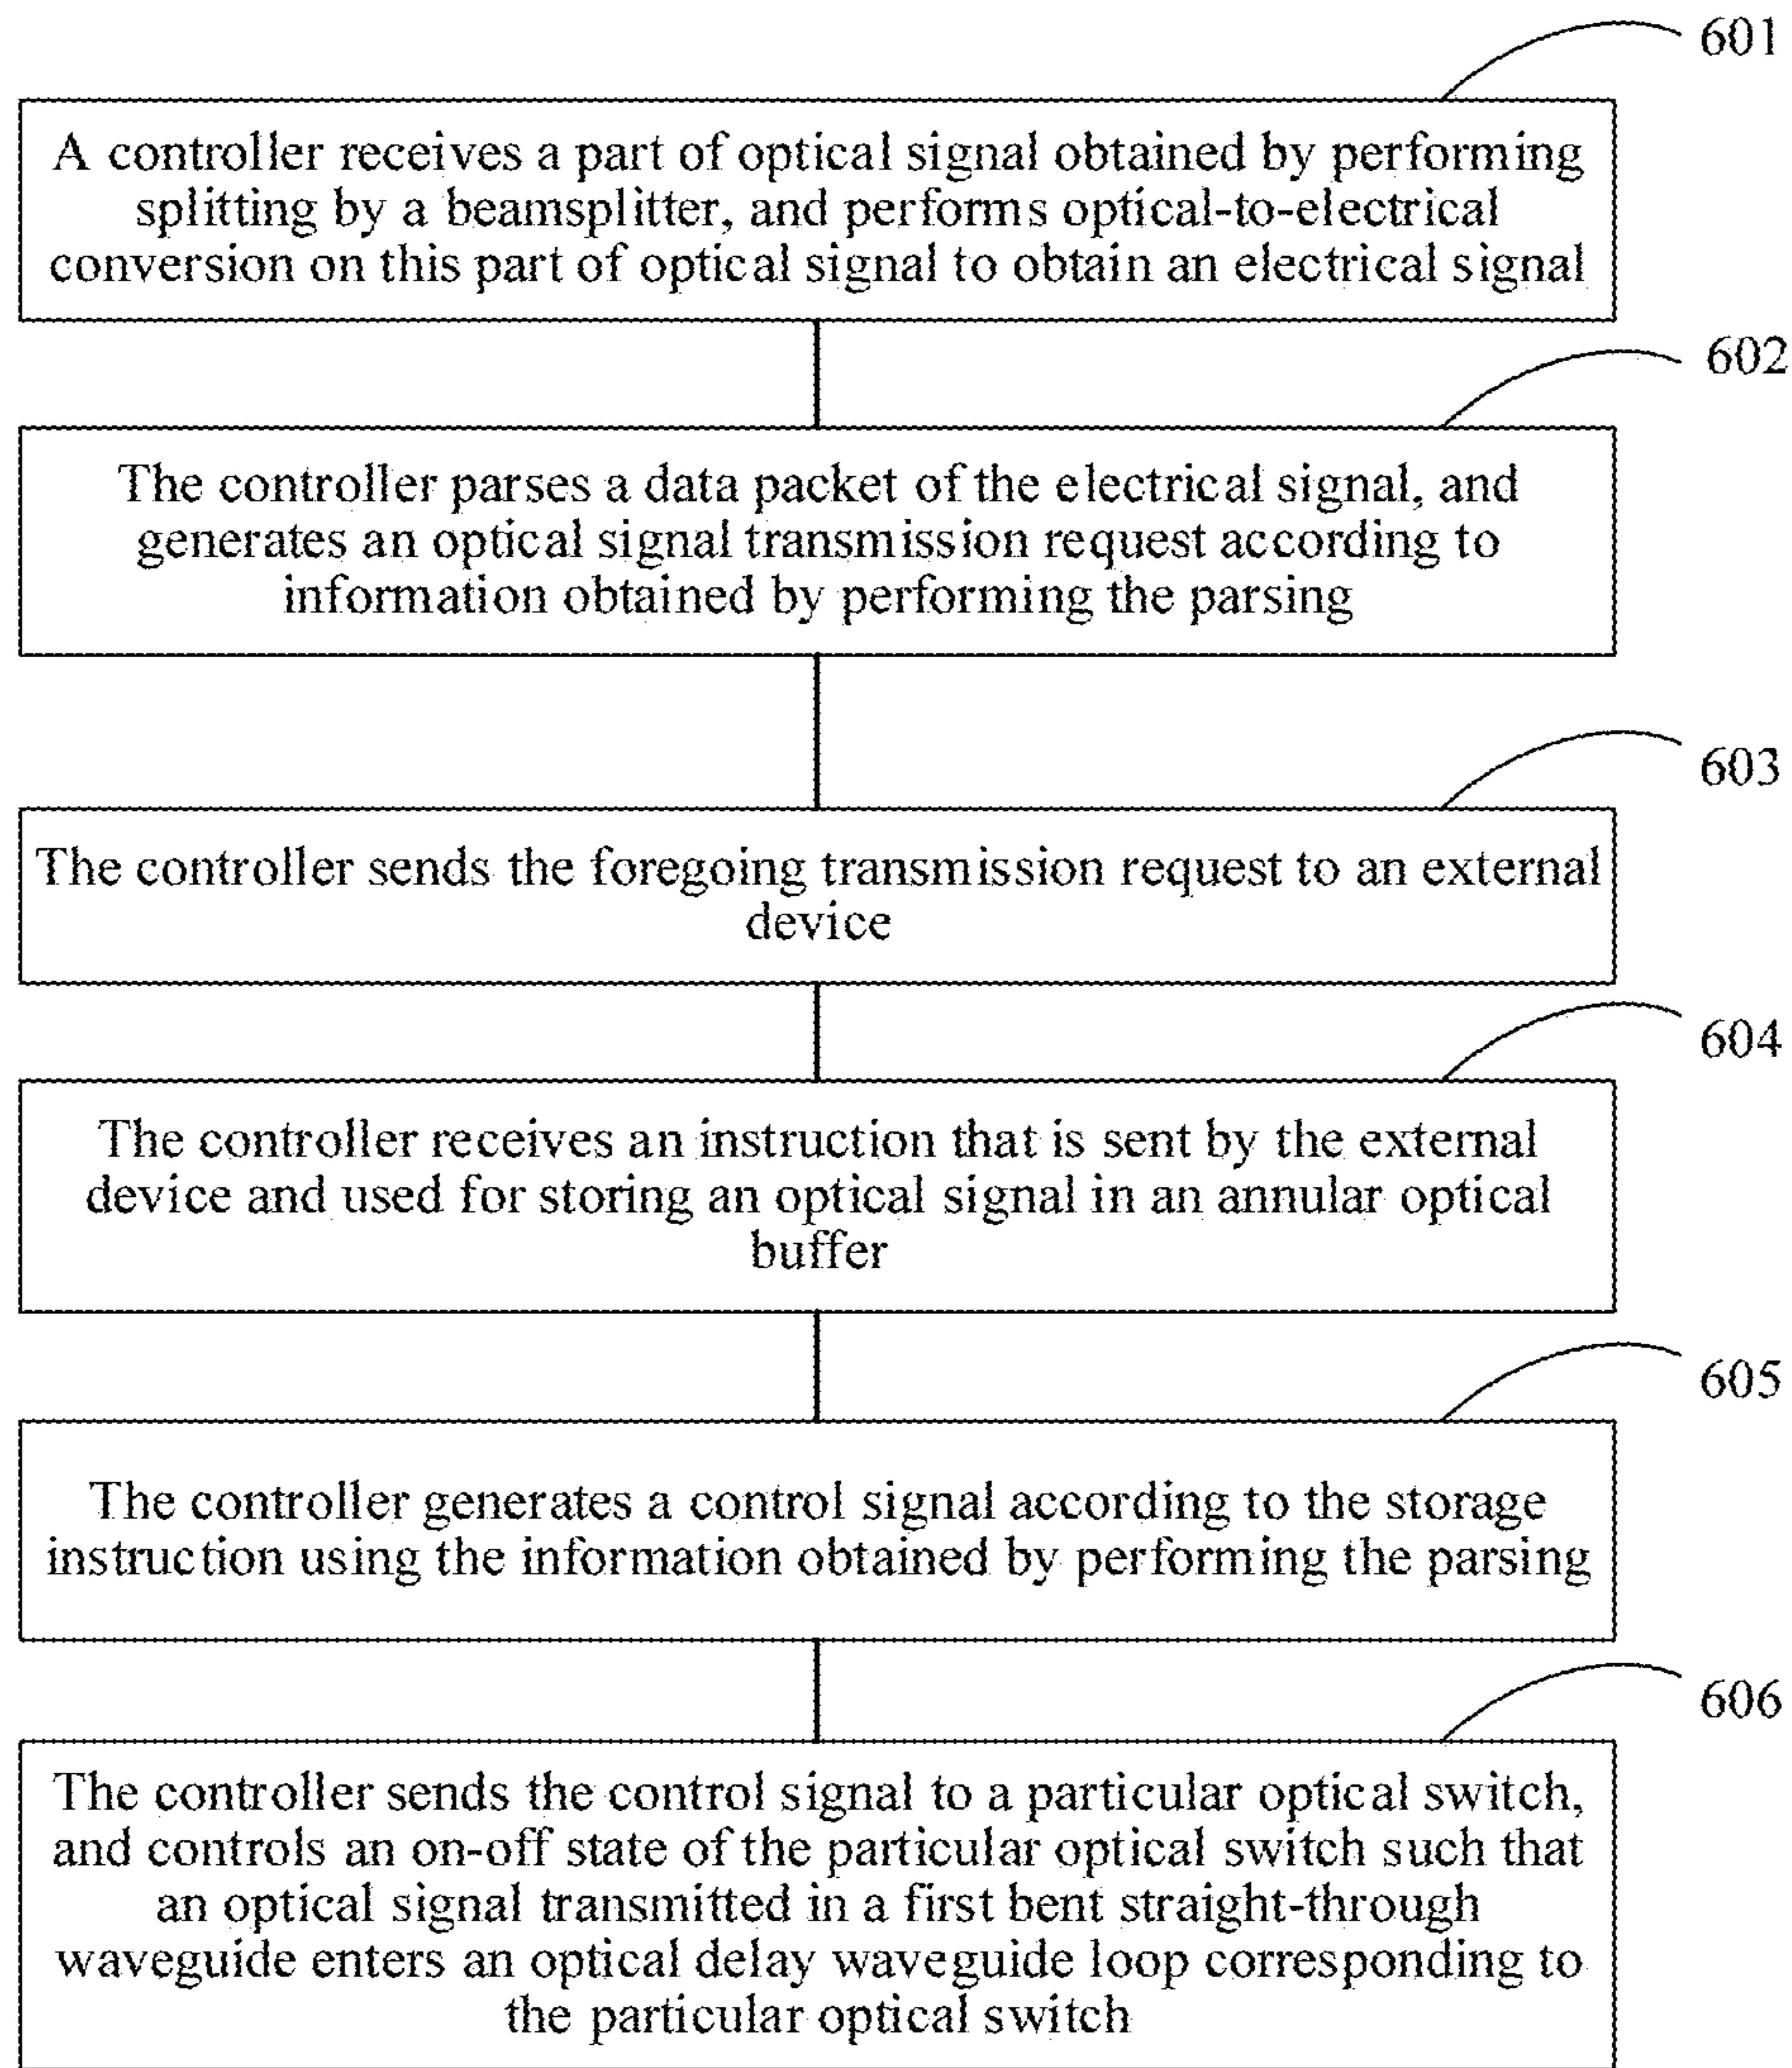 601
A controller receives a part of optical signal obtained by performing
splitting by a beamsplitter, and performs optical-to-electrical
conversion on this part of optical signal to obtain an electrical signal
602
The controller parses a data packet of the electrical signal, and
generates an optical signal transmission request according to
information obtained by performing the parsing
603
The controller sends the foregoing transmission request to an external
device
604
The controller receives an instruction that is sent by the external
device and used for storing an optical signal in an annular optical
buffer
605
The controller generates a control signal according to the storage
instruction using the information obtained by performing the parsing
606
The controller sends the control signal to a particular optical switch,
and controls an on-off state of the particular optical switch such that
an optical signal transmitted in a first bent straight-through
waveguide enters an optical delay waveguide loop corresponding to
the particular optical switch